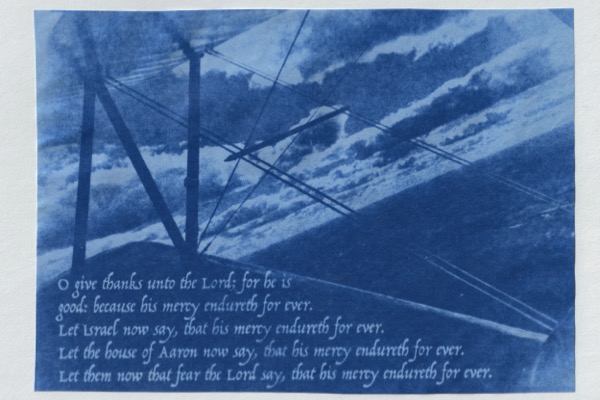 O give thanks unto the Lord; for he is
good: because his mercy endureth for ever.
Let Israel now say, that his mercy endureth for ever.
Let the house of Aaron now say, that his mercy endureth for ever.
Let them now that fear the Lord say, that his mercy endureth for ever.